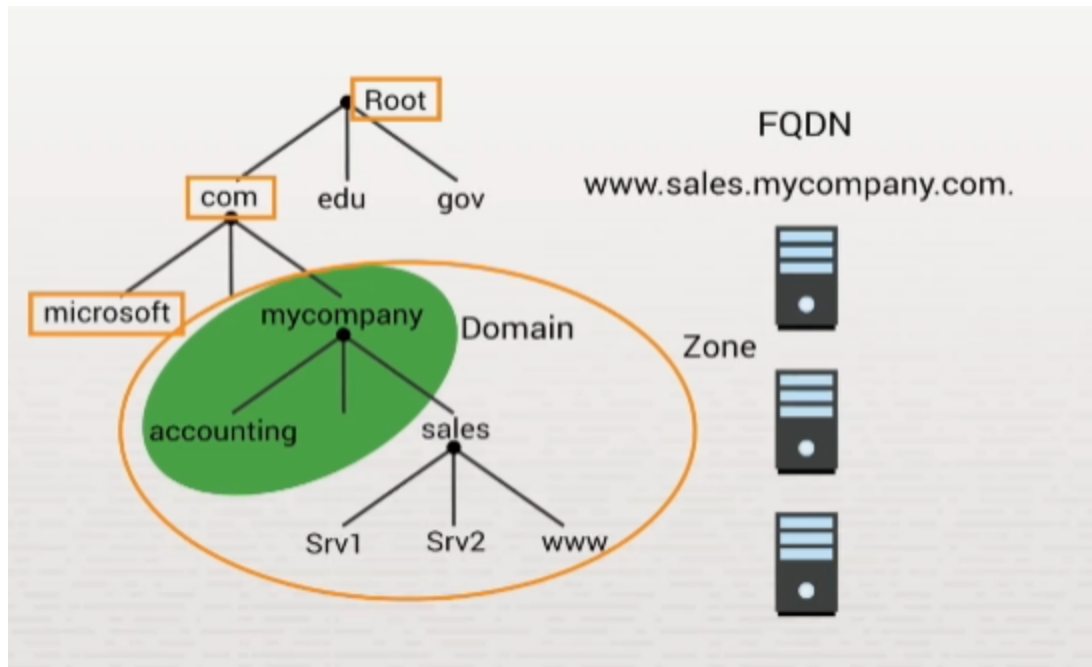 Root
FQDN
com
edu
gov
www.sales.mycompany.com.
microsoft
mycompany
Domain
Zone
accounting
sales
Srv1
Srv2
www